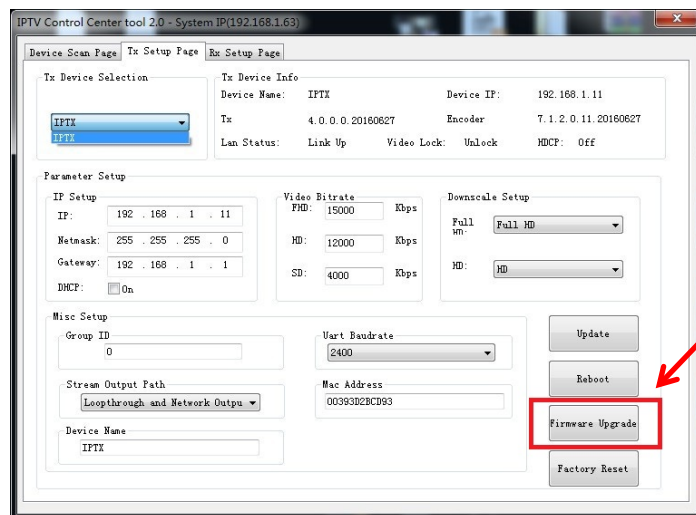 IPTV Control Center tool 2.0 - System IP(192.168.1.63)
Device Scan Page Tx Setup Page Rx Setup Page
Tx Device Selection
IPTX
IPTX
Tx Device Info
Device Name: IPTX Device IP: 192.168.1.11
Tx 4.0.0.0.20160627 Encoder 7.1.2.0.11.20160627
Lan Status: Link Up Video Lock: Unlock HDCP: Off
Parameter Setup
IP Setup
IP: 192 . 168 . 1 . 11
Netmask: 255 . 255 . 255 . 0
Gateway: 192 . 168 . 1 . 1
DHCP: On
Video Bitrate
FHD: 15000 Kbps
HD: 12000 Kbps
SD: 4000 Kbps
Downscale Setup
Full Full HD
HD: HD
Misc Setup
Group ID
0
Uart Baudrate
2400
Stream Output Path
Loopthrough and Network Outpu
Mac Address
00393D2BCD93
Device Name
IPTX
Update
Reboot
Firmware Upgrade
Factory Reset